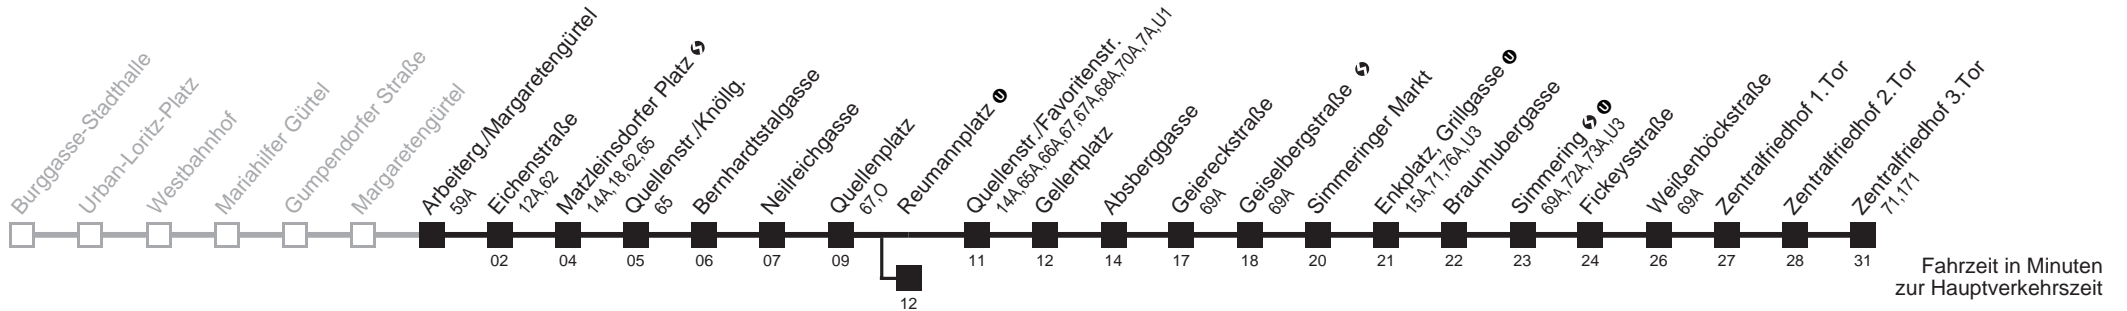 Burggasse-Stadthalle
Urban-Loritz-Platz
Westbahnhof
Mariahilfer Gürtel
Gumpendorfer Straße
Margaretengürtel
Arbeiterg./Margaretengürtel
59A
Eichenstraße
12A,62
Matzleinsdorfer Platz
14A,18,62,65
Quellenstr./Knöllg.
65
Bernhardtstalgasse
Neilreichgasse
Quellenplatz
67,O
Reumannplatz U
Quellenstr./Favoritenstr.
14A,65A,66A,67,67A,68A,70A,7A,U1
Gellertplatz
Absberggasse
Geiereckstraße
69A
Geiselbergstraße
69A
Simmeringer Markt
Enkplatz, Grillgasse U
15A,71,76A,U3
Braunhubergasse
Simmering U
69A,72A,73A,U3
Fickeysstraße
Weißenböckstraße
69A
Zentralfriedhof 1.Tor
Zentralfriedhof 2.Tor
Zentralfriedhof 3.Tor
71,171
02 04 05 06 07 09 11 12 14 17 18 20 21 22 23 24 26 27 28 31
12
Fahrzeit in Minuten
zur Hauptverkehrszeit